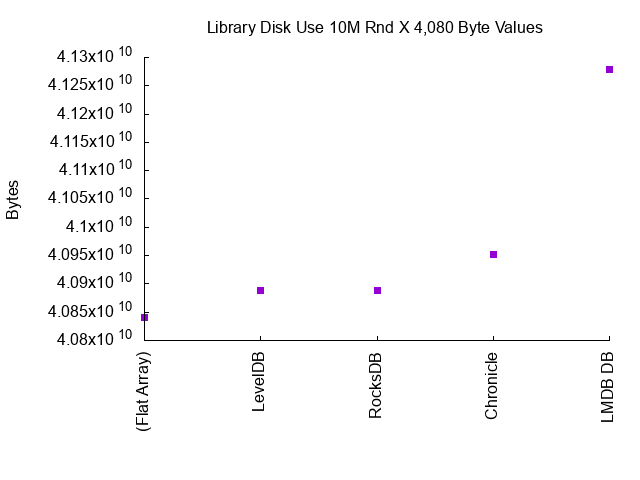 Library Disk Use 10M Rnd X 4,080 Byte Values
4.13x10 10
4.125x10 10
4.12x10 10
4.115x10 10
4.11x10 10
4.105x10 10
4.1x10 10
4.095x10 10
4.09x10 10
4.085x10 10
4.08x10 10
Bytes
(Flat Array)
LevelDB
RocksDB
Chronicle
LMDB DB